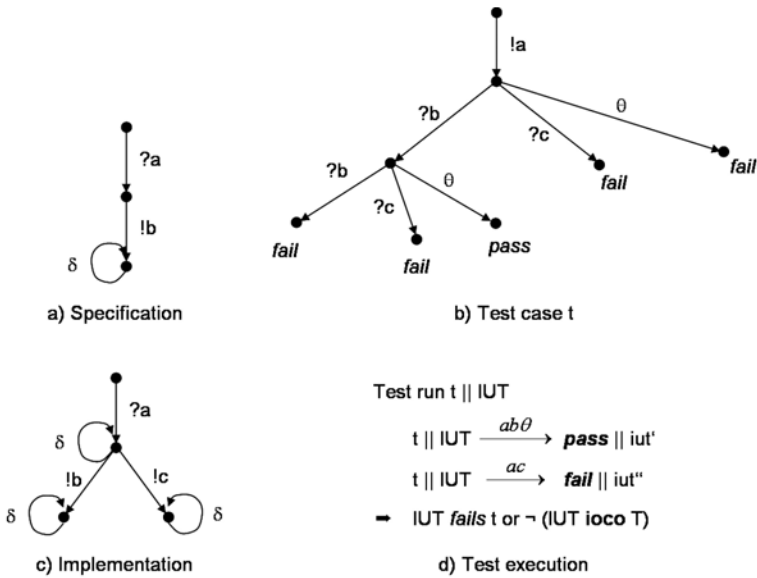 ?a
!b
δ
a) Specification
!a
?b
?c
θ
fail
?b
?c
θ
fail
fail
fail
pass
b) Test case t
?a
δ
!b
!c
δ
δ
c) Implementation
Test run t || IUT
t || IUT abθ pass || iut‘
t || IUT ac fail || iut“
➡ IUT fails t or ¬ (IUT ioco T)
d) Test execution